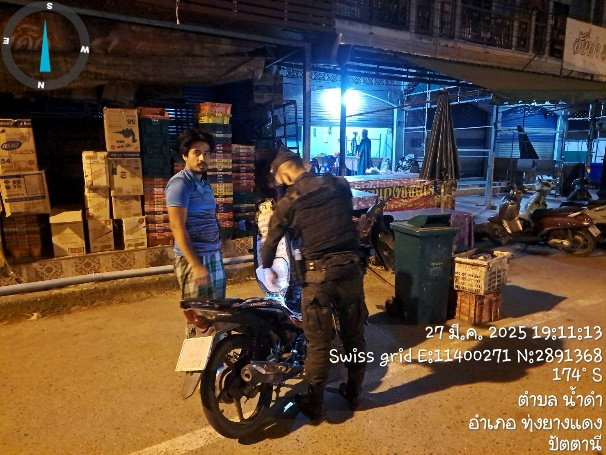 S
E
W
N
27 มี.ค. 2025 19:11:13
Swiss grid E:11400271 N:2891368
174° S
ตำบล น้ำดำ
อำเภอ ทุ่งยางแดง
ปัตตานี